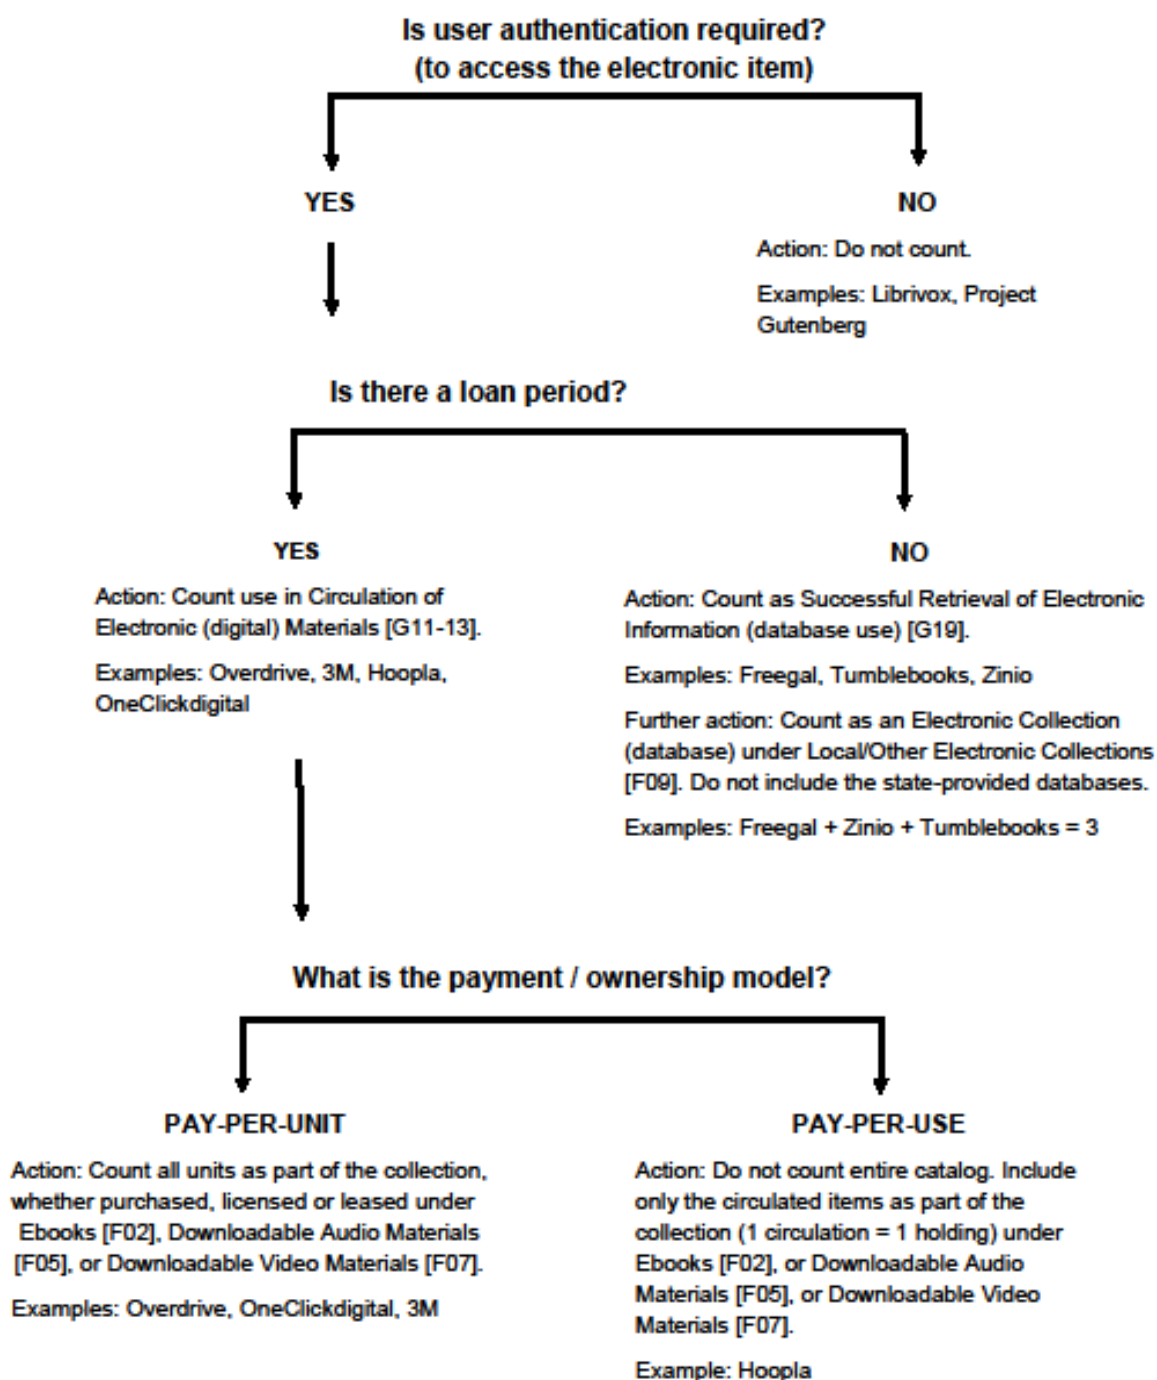 Is user authentication required?
(to access the electronic item)
YES
NO
Action: Do not count.
Examples: Librivox, Project
Gutenberg
Is there a loan period?
YES
Action: Count use in Circulation of
Electronic (digital) Materials [G11-13].
Examples: Overdrive, 3M, Hoopla,
OneClickdigital
NO
Action: Count as Successful Retrieval of Electronic
Information (database use) [G19].
Examples: Freegal, Tumblebooks, Zinio
Further action: Count as an Electronic Collection
(database) under Local/Other Electronic Collections
[F09]. Do not include the state-provided databases.
Examples: Freegal + Zinio + Tumblebooks = 3
What is the payment / ownership model?
PAY-PER-UNIT
Action: Count all units as part of the collection,
whether purchased, licensed or leased under
Ebooks [F02], Downloadable Audio Materials
[F05], or Downloadable Video Materials [F07].
Examples: Overdrive, OneClickdigital, 3M
PAY-PER-USE
Action: Do not count entire catalog. Include
only the circulated items as part of the
collection (1 circulation = 1 holding) under
Ebooks [F02], or Downloadable Audio
Materials [F05], or Downloadable Video
Materials [F07].
Example: Hoopla